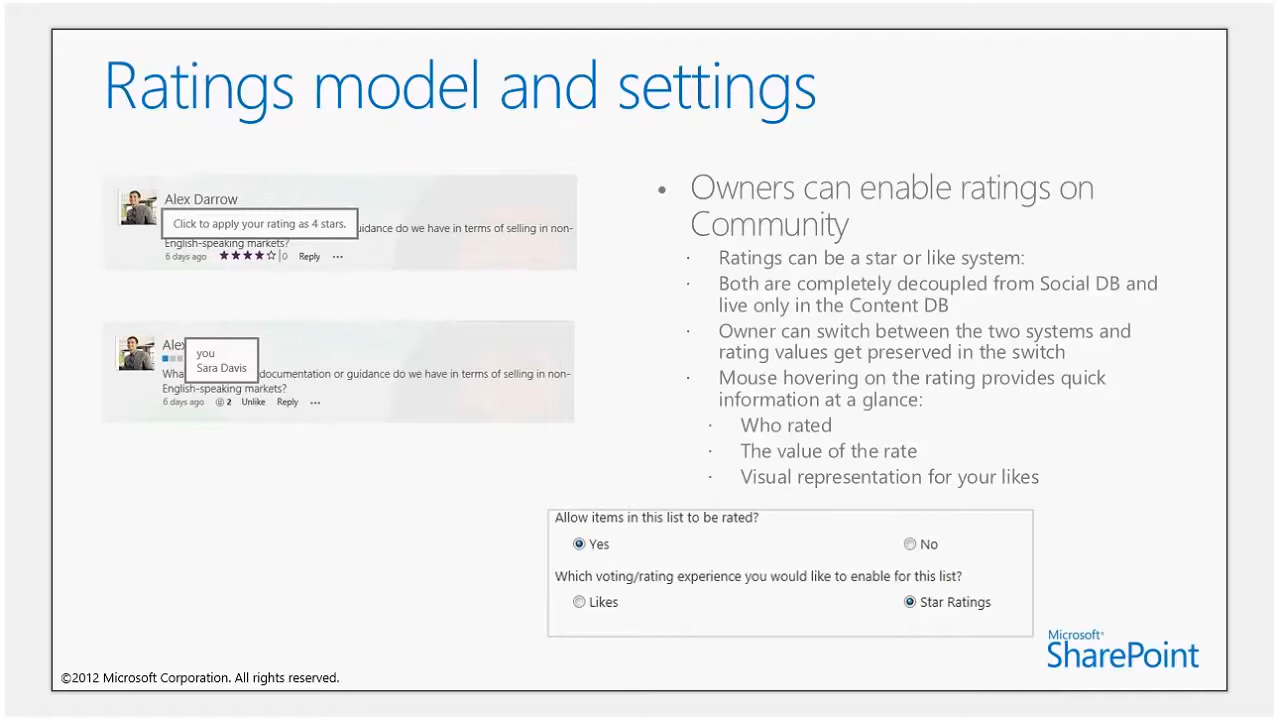 Ratings model and settings
Alex Darrow
Click to apply your rating as 4 stars.
uidance do we have in terms of selling in non-
English-speaking markets?
6 days ago ★★★★☆|0 Reply ...
Ale
you
Sara Davis
Wha documentation or guidance do we have in terms of selling in non-
English-speaking markets?
6 days ago 2 Unlike Reply ...
• Owners can enable ratings on
Community
· Ratings can be a star or like system:
· Both are completely decoupled from Social DB and
live only in the Content DB
· Owner can switch between the two systems and
rating values get preserved in the switch
· Mouse hovering on the rating provides quick
information at a glance:
· Who rated
· The value of the rate
· Visual representation for your likes
Allow items in this list to be rated?
Yes No
Which voting/rating experience you would like to enable for this list?
Likes Star Ratings
Microsoft®
SharePoint
©2012 Microsoft Corporation. All rights reserved.